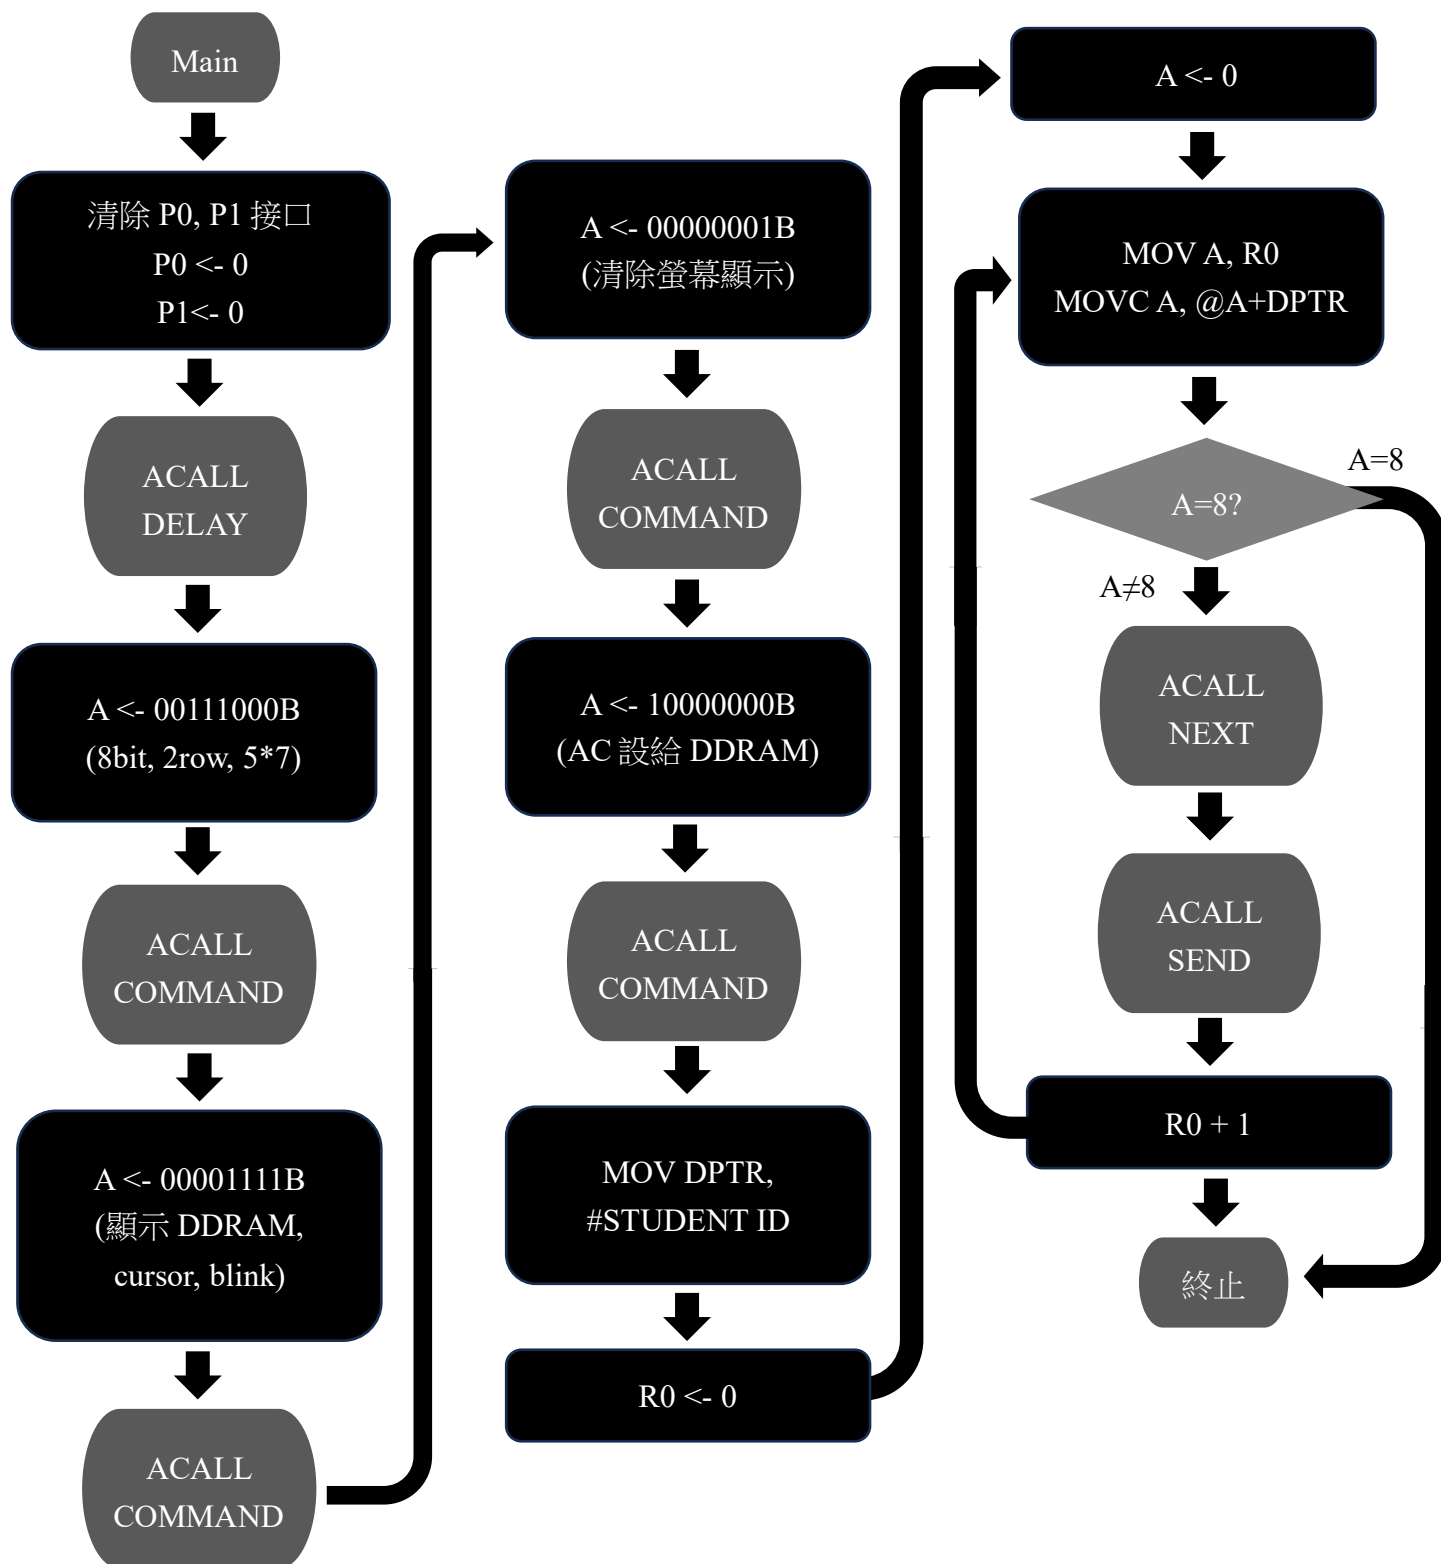 Main
清除 P0, P1 接口
P0 <- 0
P1<- 0
ACALL
DELAY
A <- 00111000B
(8bit, 2row, 5*7)
ACALL
COMMAND
A <- 00001111B
(顯示 DDRAM,
cursor, blink)
ACALL
COMMAND
A <- 00000001B
(清除螢幕顯示)
ACALL
COMMAND
A <- 10000000B
(AC 設給 DDRAM)
ACALL
COMMAND
MOV DPTR,
#STUDENT ID
R0 <- 0
A <- 0
MOV A, R0
MOVC A, @A+DPTR
A=8?
A=8
A≠8
ACALL
NEXT
ACALL
SEND
R0 + 1
終止